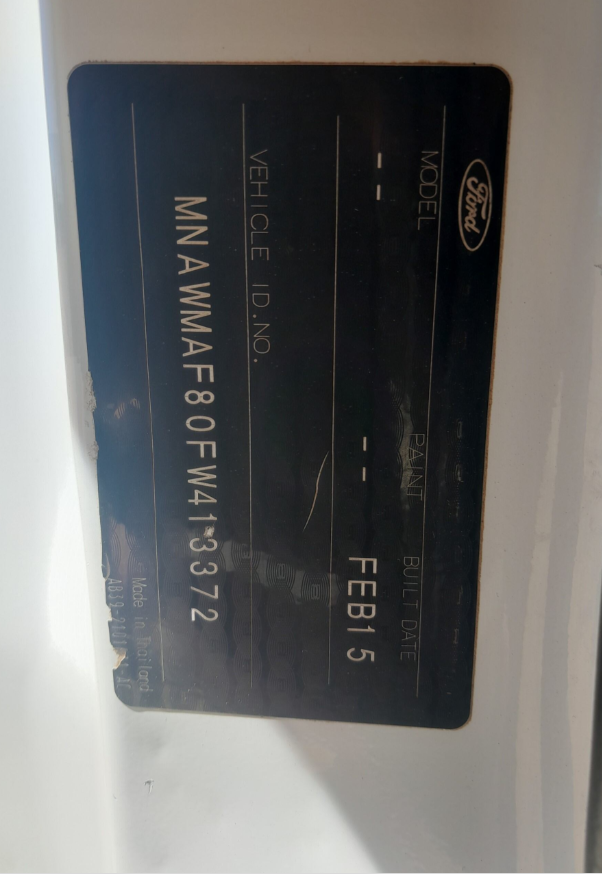 Ford
MODEL PAINT BUILT DATE
-- -- FEB15
VEHICLE ID.NO.
MNAWMAF80FW413372
Made in Thailand